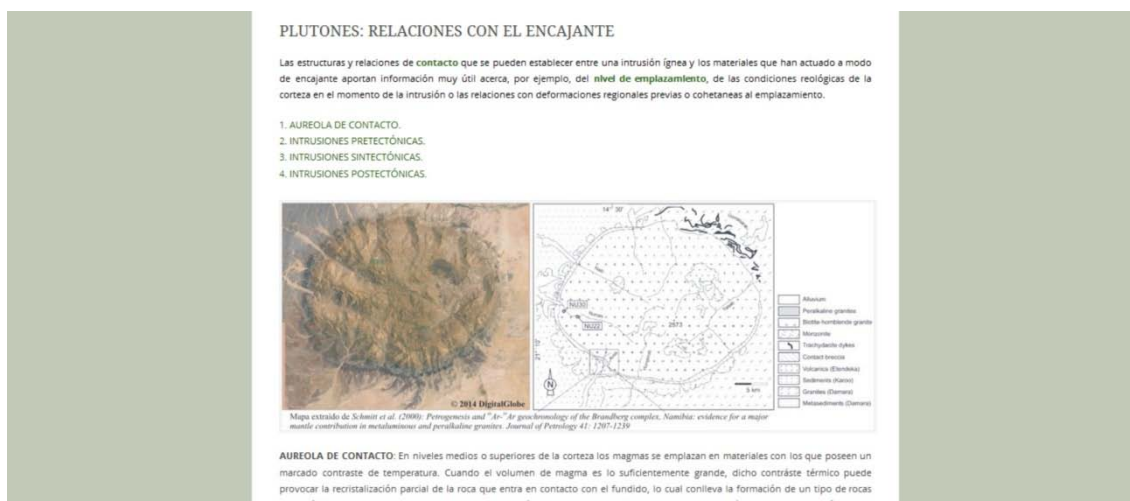 PLUTONES: RELACIONES CON EL ENCAJANTE
Las estructuras y relaciones de contacto que se pueden establecer entre una intrusión ígnea y los materiales que han actuado a modo
de encajante aportan información muy útil acerca, por ejemplo, del nivel de emplazamiento, de las condiciones reológicas de la
corteza en el momento de la intrusión o las relaciones con deformaciones regionales previas o cohetaneas al emplazamiento.
1. AUREOLA DE CONTACTO.
2. INTRUSIONES PRETECTÓNICAS.
3. INTRUSIONES SINTECTÓNICAS.
4. INTRUSIONES POSTECTÓNICAS.
© 2014 DigitalGlobe
14° 30'
21° 10'
NU30
NU22
2573
N
5 km
Alluvium
Peralkaline granites
Biotite-hornblende granite
Monzonite
Trachydacite dykes
Contact breccia
Volcanics (Etendeka)
Sediments (Karoo)
Granites (Damara)
Metasediments (Damara)
Mapa extraido de Schmitt et al. (2000): Petrogenesis and ⁴⁰Ar-³⁹Ar geochronology of the Brandberg complex, Namibia: evidence for a major
mantle contribution in metaluminous and peralkaline granites. Journal of Petrology 41: 1207-1239
AUREOLA DE CONTACTO: En niveles medios o superiores de la corteza los magmas se emplazan en materiales con los que poseen un
marcado contraste de temperatura. Cuando el volumen de magma es lo suficientemente grande, dicho contráste térmico puede
provocar la recristalización parcial de la roca que entra en contacto con el fundido, lo cual conlleva la formación de un tipo de rocas